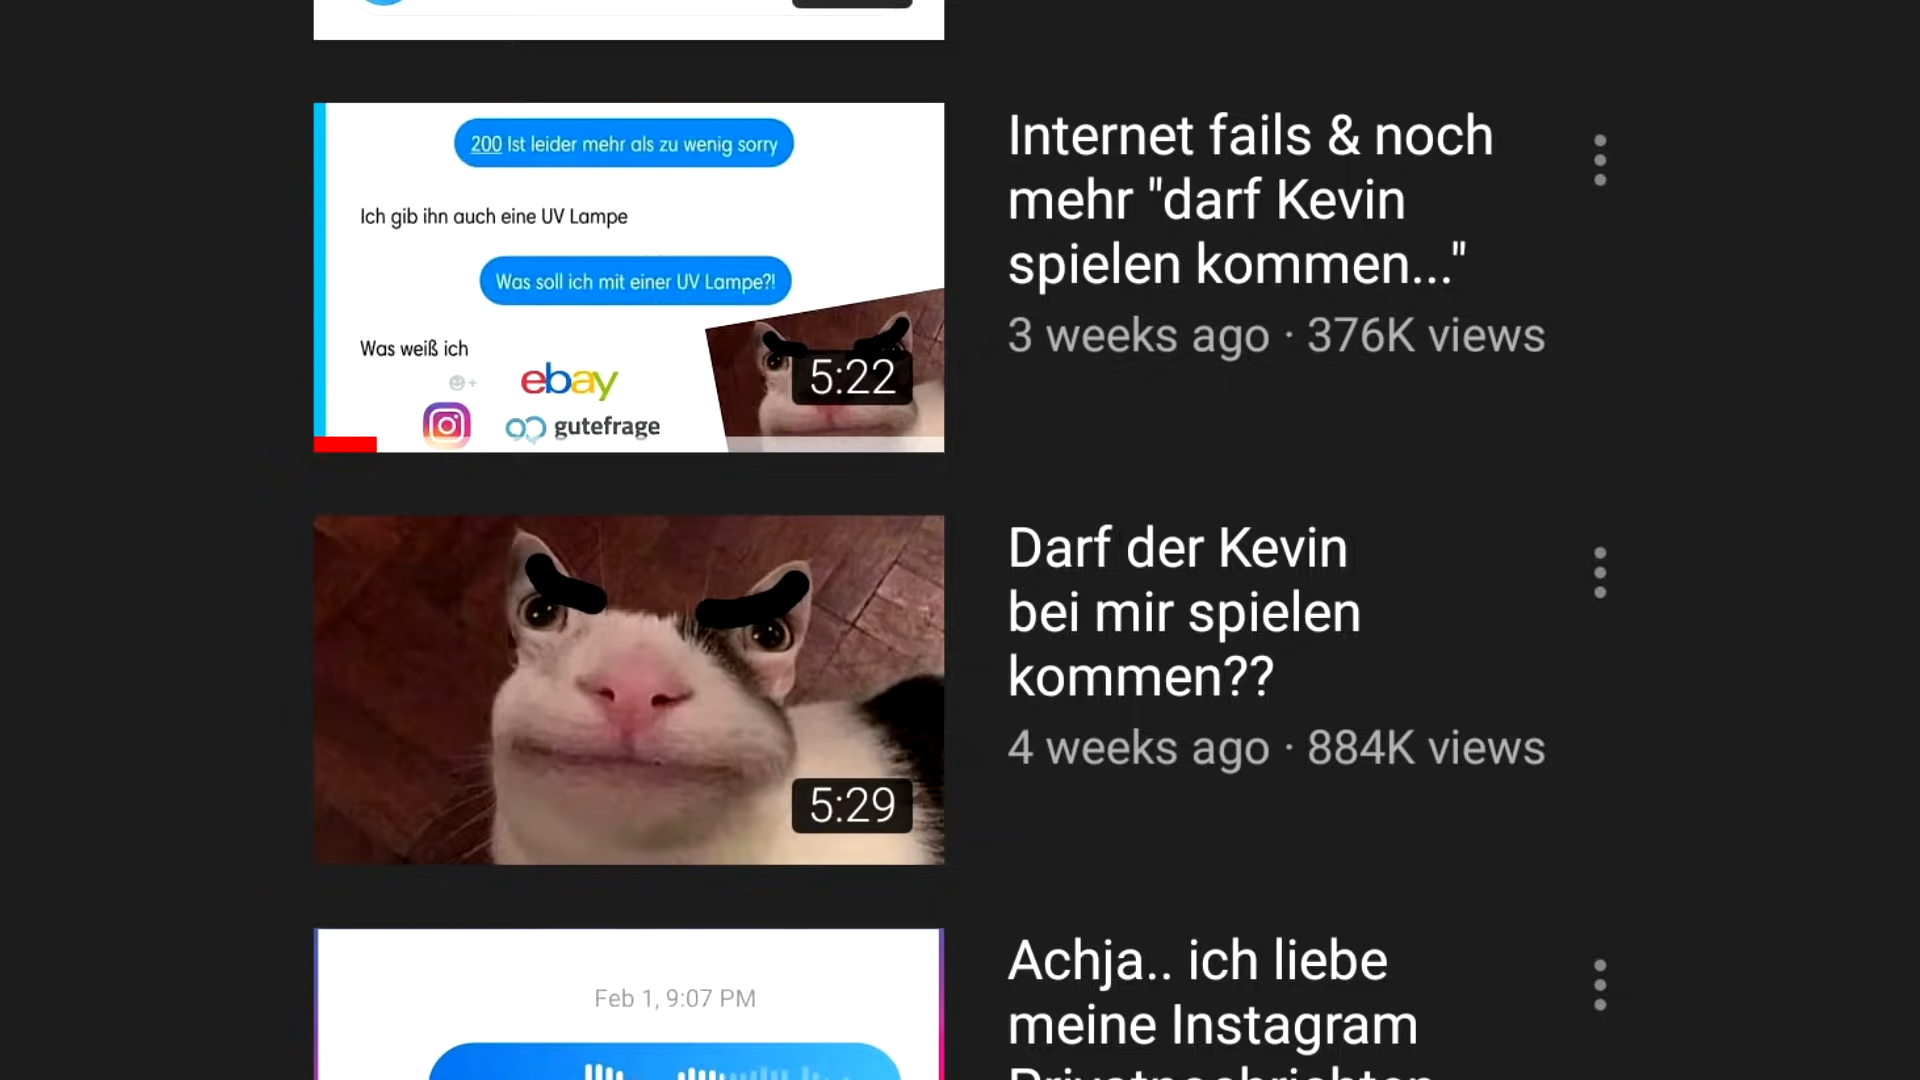 200 Ist leider mehr als zu wenig sorry
Ich gib ihn auch eine UV Lampe
Was soll ich mit einer UV Lampe?!
Was weiß ich
ebay
gutefrage
5:22
Internet fails & noch
mehr "darf Kevin
spielen kommen..."
3 weeks ago · 376K views
5:29
Darf der Kevin
bei mir spielen
kommen??
4 weeks ago · 884K views
Feb 1, 9:07 PM
Achja.. ich liebe
meine Instagram
Privatnachrichten